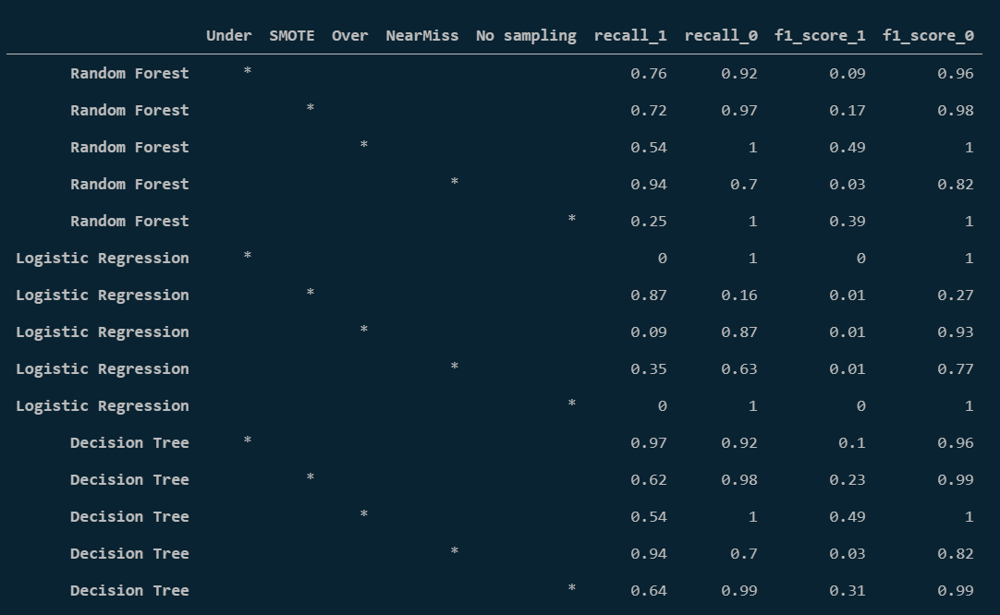 Under SMOTE Over NearMiss No sampling recall_1 recall_0 f1_score_1 f1_score_0
Random Forest * 0.76 0.92 0.09 0.96
Random Forest * 0.72 0.97 0.17 0.98
Random Forest * 0.54 1 0.49 1
Random Forest * 0.94 0.7 0.03 0.82
Random Forest * 0.25 1 0.39 1
Logistic Regression * 0 1 0 1
Logistic Regression * 0.87 0.16 0.01 0.27
Logistic Regression * 0.09 0.87 0.01 0.93
Logistic Regression * 0.35 0.63 0.01 0.77
Logistic Regression * 0 1 0 1
Decision Tree * 0.97 0.92 0.1 0.96
Decision Tree * 0.62 0.98 0.23 0.99
Decision Tree * 0.54 1 0.49 1
Decision Tree * 0.94 0.7 0.03 0.82
Decision Tree * 0.64 0.99 0.31 0.99